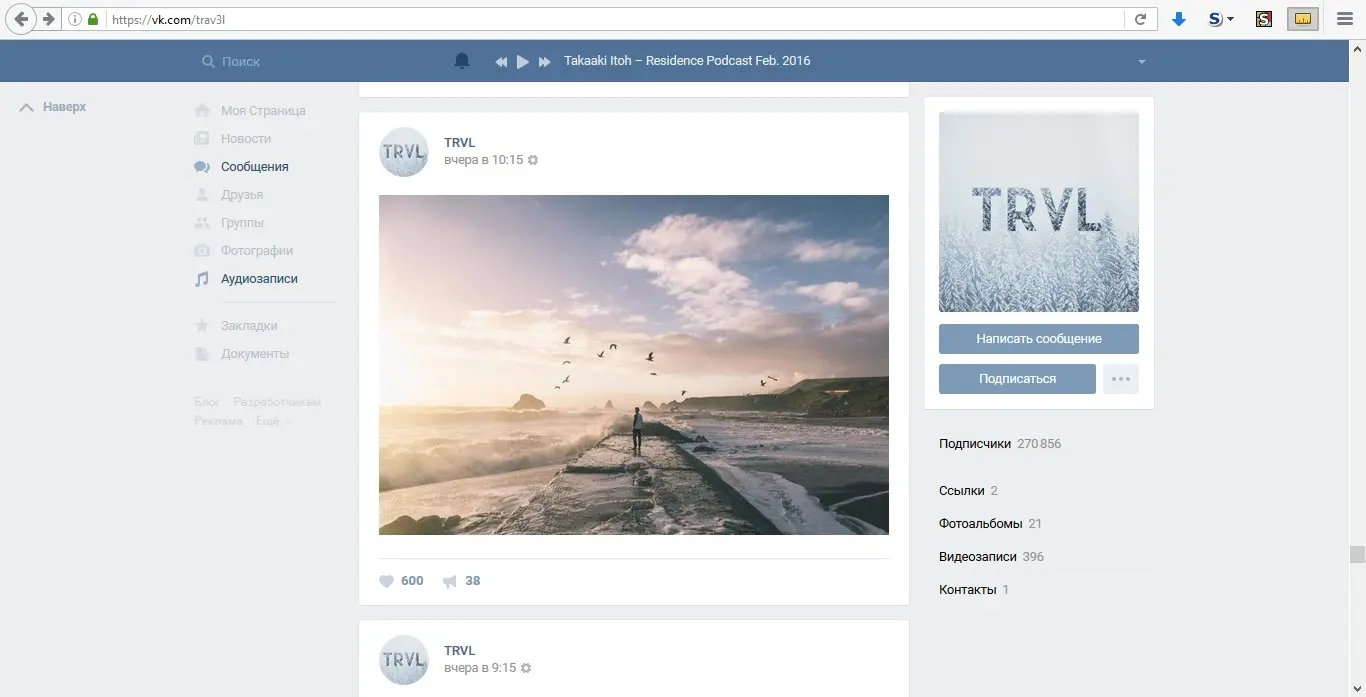 https://vk.com/trav3l
S
S
Поиск
Takaaki Itoh – Residence Podcast Feb. 2016
Наверх
Моя Страница
Новости
Сообщения
Друзья
Группы
Фотографии
Аудиозаписи
Закладки
Документы
Блог Разработчикам
Реклама Ещё
TRVL
TRVL
вчера в 10:15
600 38
TRVL
TRVL
вчера в 9:15
TRVL
Написать сообщение
Подписаться
Подписчики 270 856
Ссылки 2
Фотоальбомы 21
Видеозаписи 396
Контакты 1